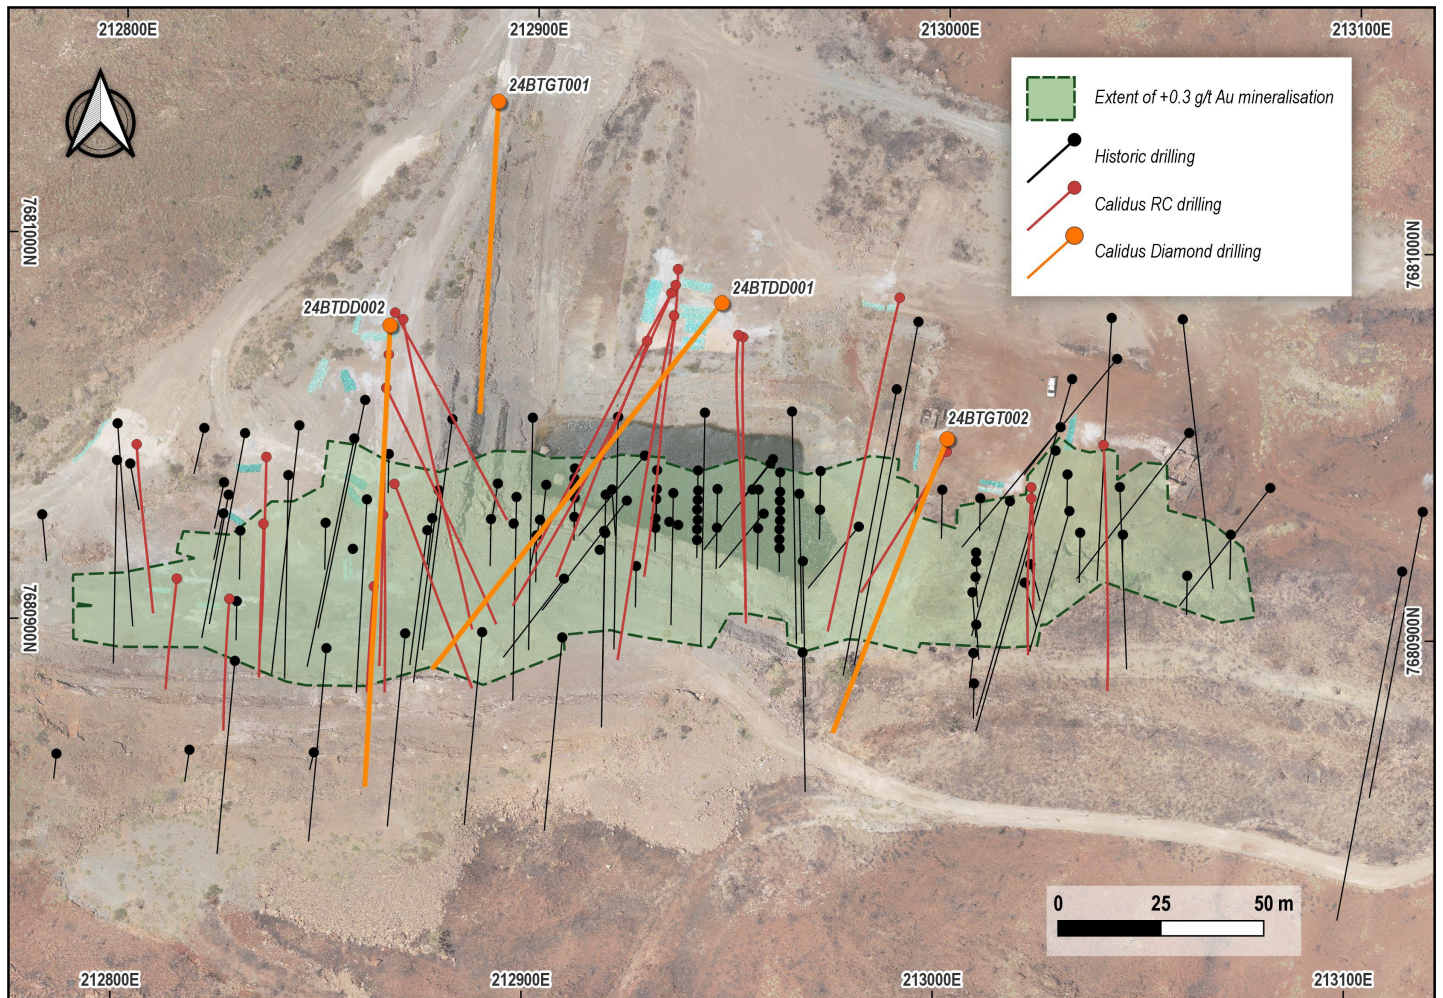 212800E
212900E
213000E
213100E
24BTGT001
Extent of +0.3 g/t Au mineralisation
Historic drilling
Calidus RC drilling
Calidus Diamond drilling
7681000N
7681000N
24BTDD002
24BTDD001
24BTGT002
7680900N
7680900N
0 25 50 m
212800E
212900E
213000E
213100E